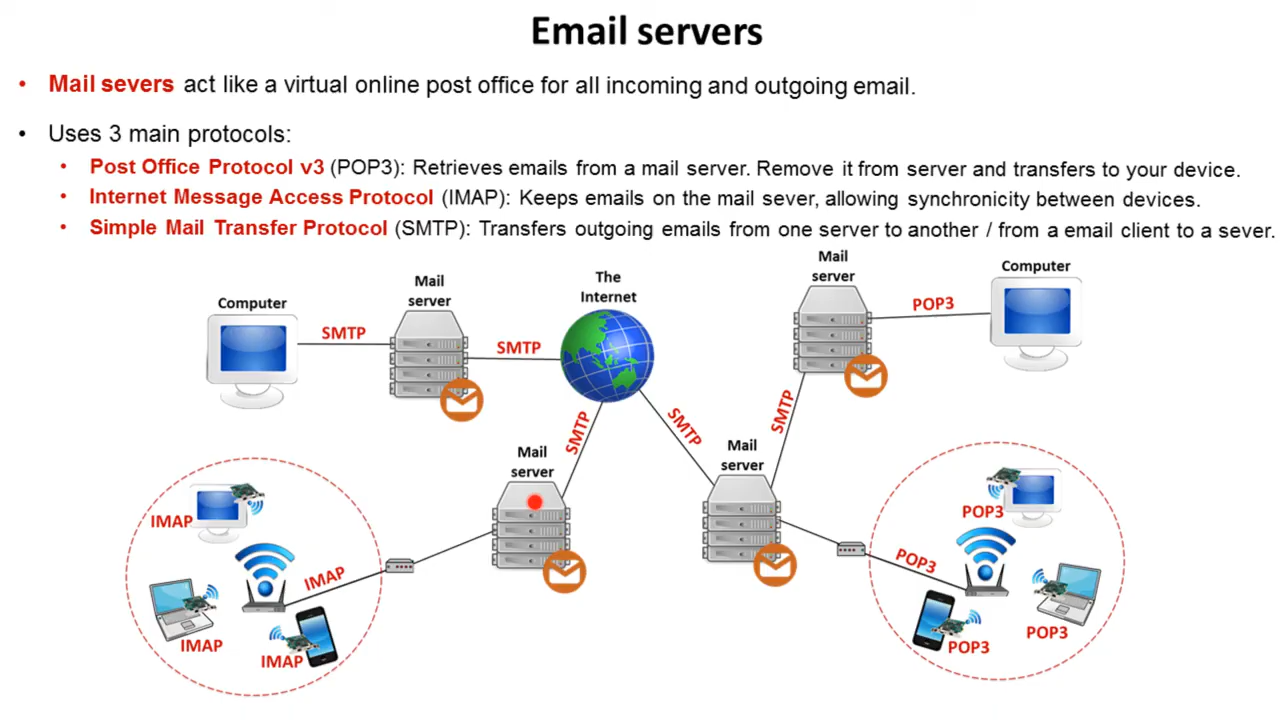 Email servers
• Mail severs act like a virtual online post office for all incoming and outgoing email.
• Uses 3 main protocols:
• Post Office Protocol v3 (POP3): Retrieves emails from a mail server. Remove it from server and transfers to your device.
• Internet Message Access Protocol (IMAP): Keeps emails on the mail sever, allowing synchronicity between devices.
• Simple Mail Transfer Protocol (SMTP): Transfers outgoing emails from one server to another / from a email client to a sever.
Computer
SMTP
Mail
server
SMTP
The
Internet
Mail
server
POP3
Computer
SMTP
SMTP
SMTP
Mail
server
Mail
server
IMAP
IMAP
IMAP
IMAP
POP3
POP3
POP3
POP3